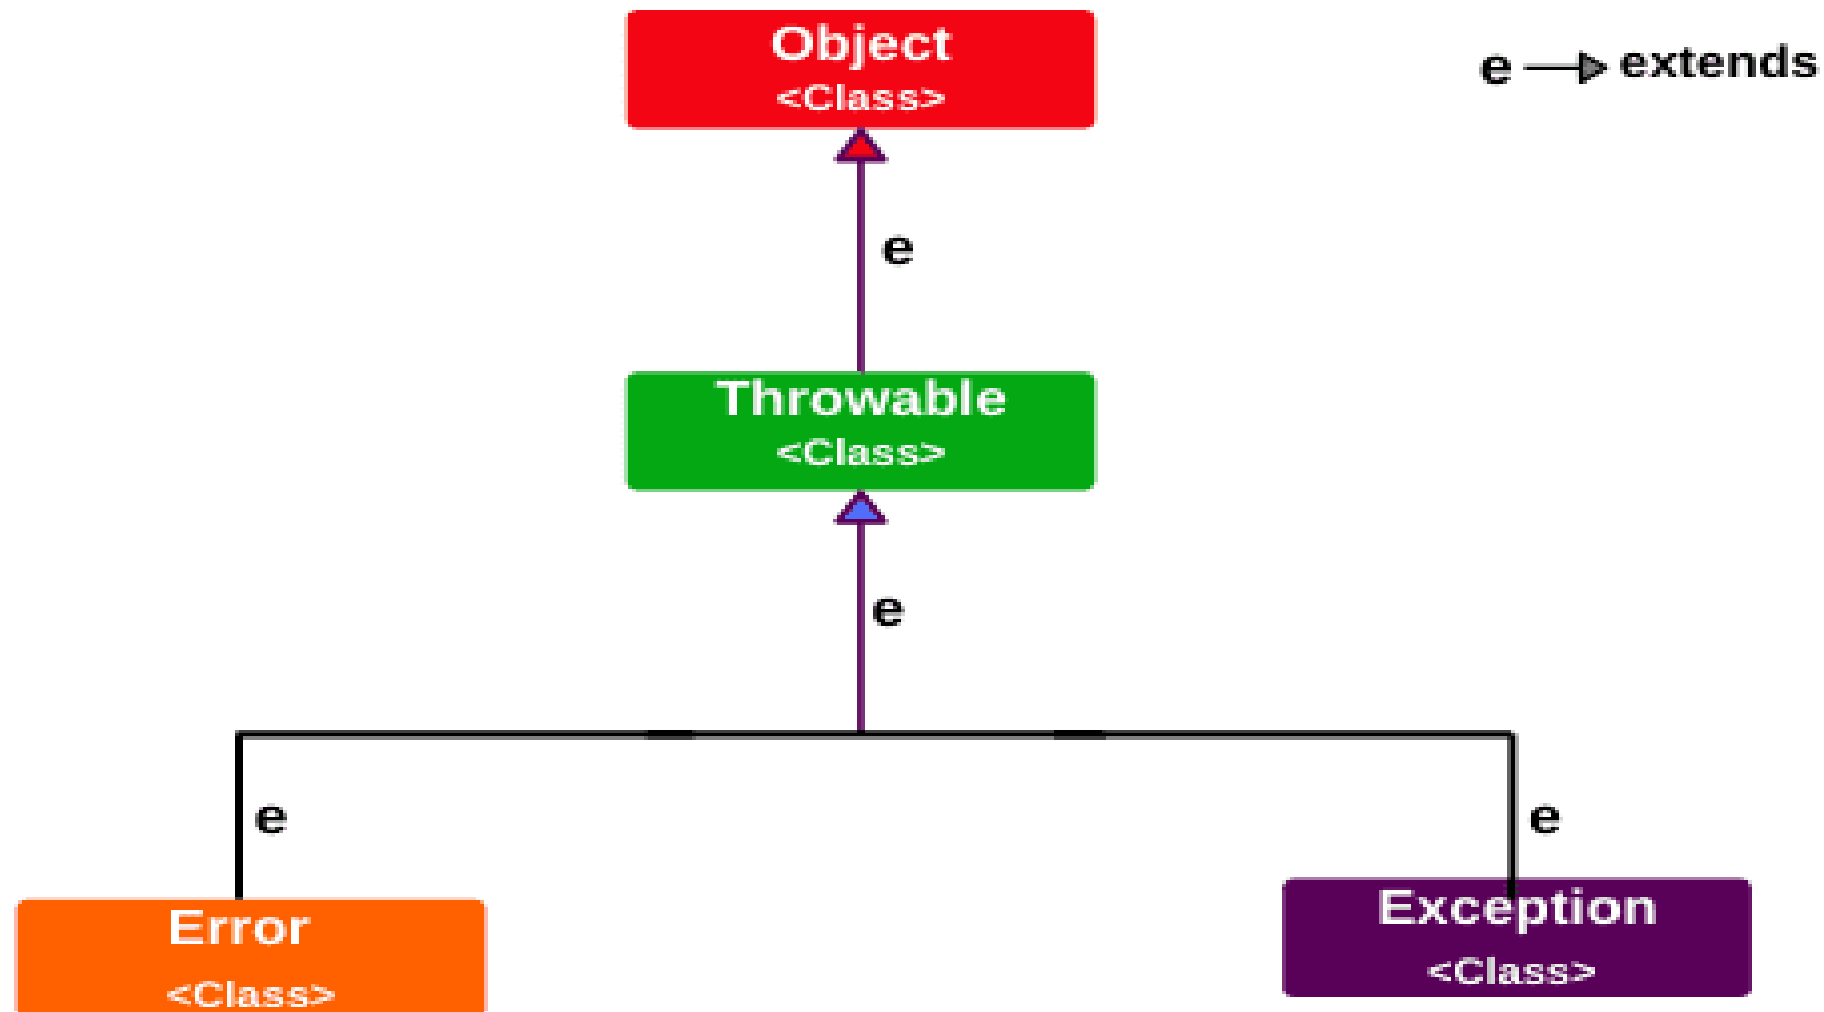 Object
<Class>
e → extends
e
Throwable
<Class>
e
e
e
Error
<Class>
Exception
<Class>